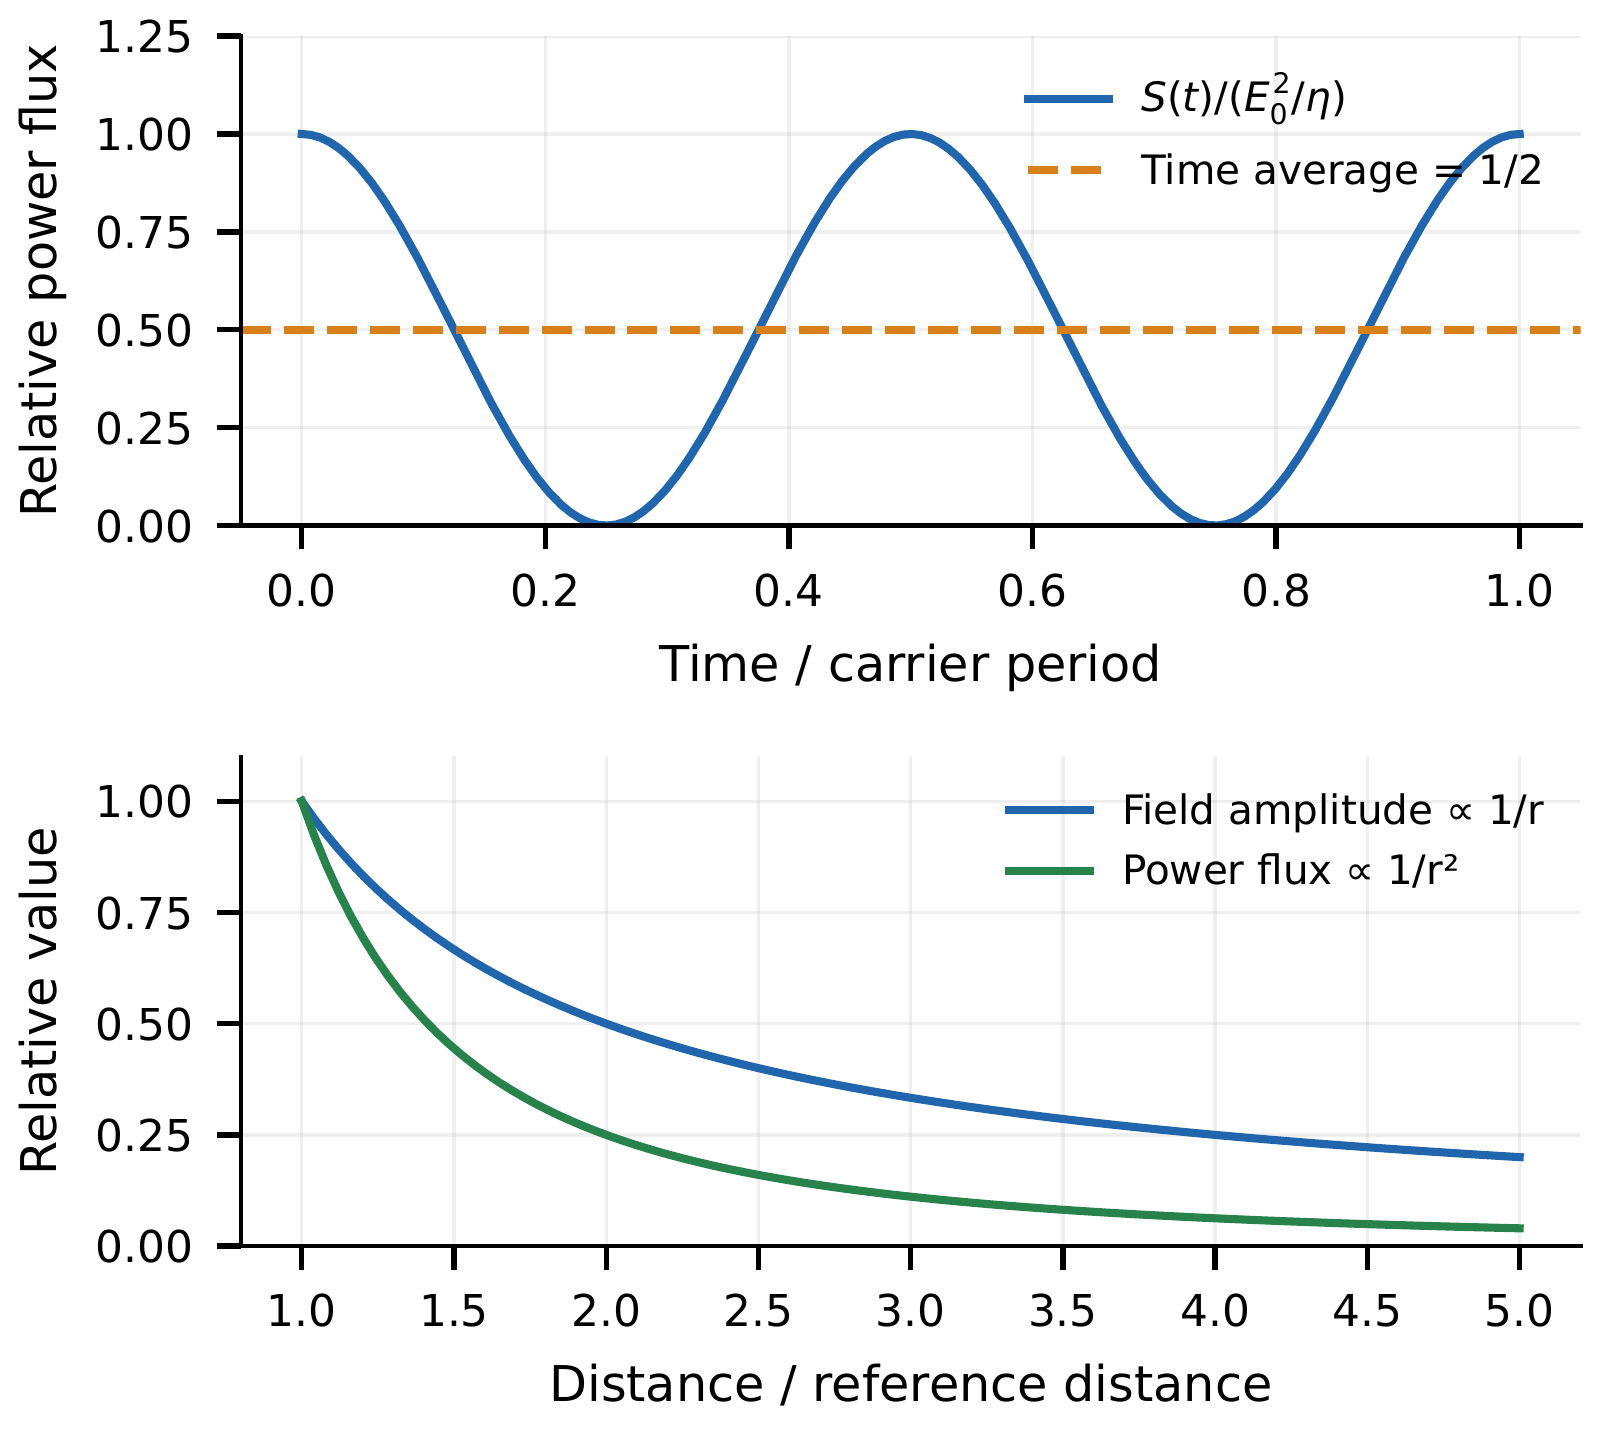 Relative power flux
1.25
1.00
0.75
0.50
0.25
0.00
S(t)/(E₀²/η)
Time average = 1/2
0.0 0.2 0.4 0.6 0.8 1.0
Time / carrier period
Relative value
1.00
0.75
0.50
0.25
0.00
Field amplitude ∝ 1/r
Power flux ∝ 1/r²
1.0 1.5 2.0 2.5 3.0 3.5 4.0 4.5 5.0
Distance / reference distance